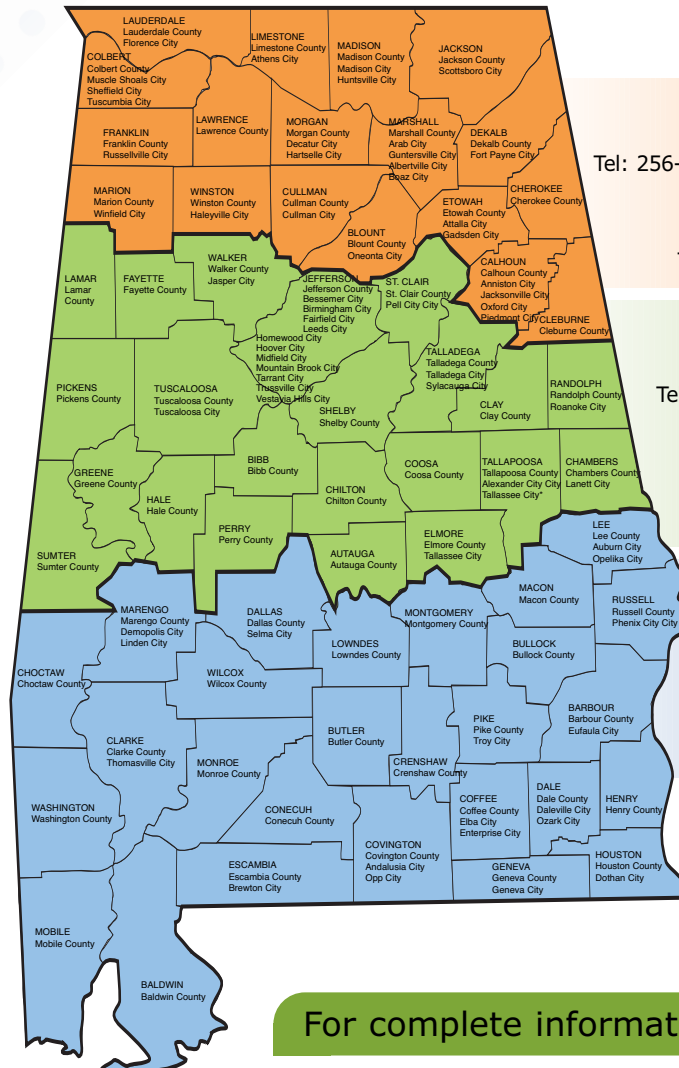 LAUDERDALE
Lauderdale County
Florence City
LIMESTONE
Limestone County
Athens City
MADISON
Madison County
Madison City
Huntsville City
JACKSON
Jackson County
Scottsboro City
COLBERT
Colbert County
Muscle Shoals City
Sheffield City
Tuscumbia City
FRANKLIN
Franklin County
Russellville City
LAWRENCE
Lawrence County
MORGAN
Morgan County
Decatur City
Hartselle City
MARSHALL
Marshall County
Arab City
Guntersville City
Albertville City
Boaz City
DEKALB
Dekalb County
Fort Payne City
Tel: 256-
MARION
Marion County
Winfield City
WINSTON
Winston County
Haleyville City
CULLMAN
Cullman County
Cullman City
CHEROKEE
Cherokee County
ETOWAH
Etowah County
Attalla City
Gadsden City
BLOUNT
Blount County
Oneonta City
CALHOUN
Calhoun County
Anniston City
Jacksonville City
Oxford City
Piedmont City
CLEBURNE
Cleburne County
LAMAR
Lamar
County
FAYETTE
Fayette County
WALKER
Walker County
Jasper City
JEFFERSON
Jefferson County
Bessemer City
Birmingham City
Fairfield City
Leeds City
Homewood City
Hoover City
Midfield City
Mountain Brook City
Tarrant City
Trussville City
Vestavia Hills City
ST. CLAIR
St. Clair County
Pell City City
TALLADEGA
Talladega County
Talladega City
Sylacauga City
Te
PICKENS
Pickens County
TUSCALOOSA
Tuscaloosa County
Tuscaloosa City
SHELBY
Shelby County
CLAY
Clay County
RANDOLPH
Randolph County
Roanoke City
GREENE
Greene County
HALE
Hale County
BIBB
Bibb County
CHILTON
Chilton County
COOSA
Coosa County
TALLAPOOSA
Tallapoosa County
Alexander City City
Tallassee City*
CHAMBERS
Chambers County
Lanett City
SUMTER
Sumter County
PERRY
Perry County
AUTAUGA
Autauga County
ELMORE
Elmore County
Tallassee City
LEE
Lee County
Auburn City
Opelika City
MARENGO
Marengo County
Demopolis City
Linden City
DALLAS
Dallas County
Selma City
LOWNDES
Lowndes County
MONTGOMERY
Montgomery County
MACON
Macon County
RUSSELL
Russell County
Phenix City City
BULLOCK
Bullock County
CHOCTAW
Choctaw County
WILCOX
Wilcox County
CLARKE
Clarke County
Thomasville City
MONROE
Monroe County
BUTLER
Butler County
CRENSHAW
Crenshaw County
PIKE
Pike County
Troy City
BARBOUR
Barbour County
Eufaula City
WASHINGTON
Washington County
CONECUH
Conecuh County
COFFEE
Coffee County
Elba City
Enterprise City
DALE
Dale County
Daleville City
Ozark City
HENRY
Henry County
ESCAMBIA
Escambia County
Brewton City
COVINGTON
Covington County
Andalusia City
Opp City
GENEVA
Geneva County
Geneva City
HOUSTON
Houston County
Dothan City
MOBILE
Mobile County
BALDWIN
Baldwin County
For complete informat